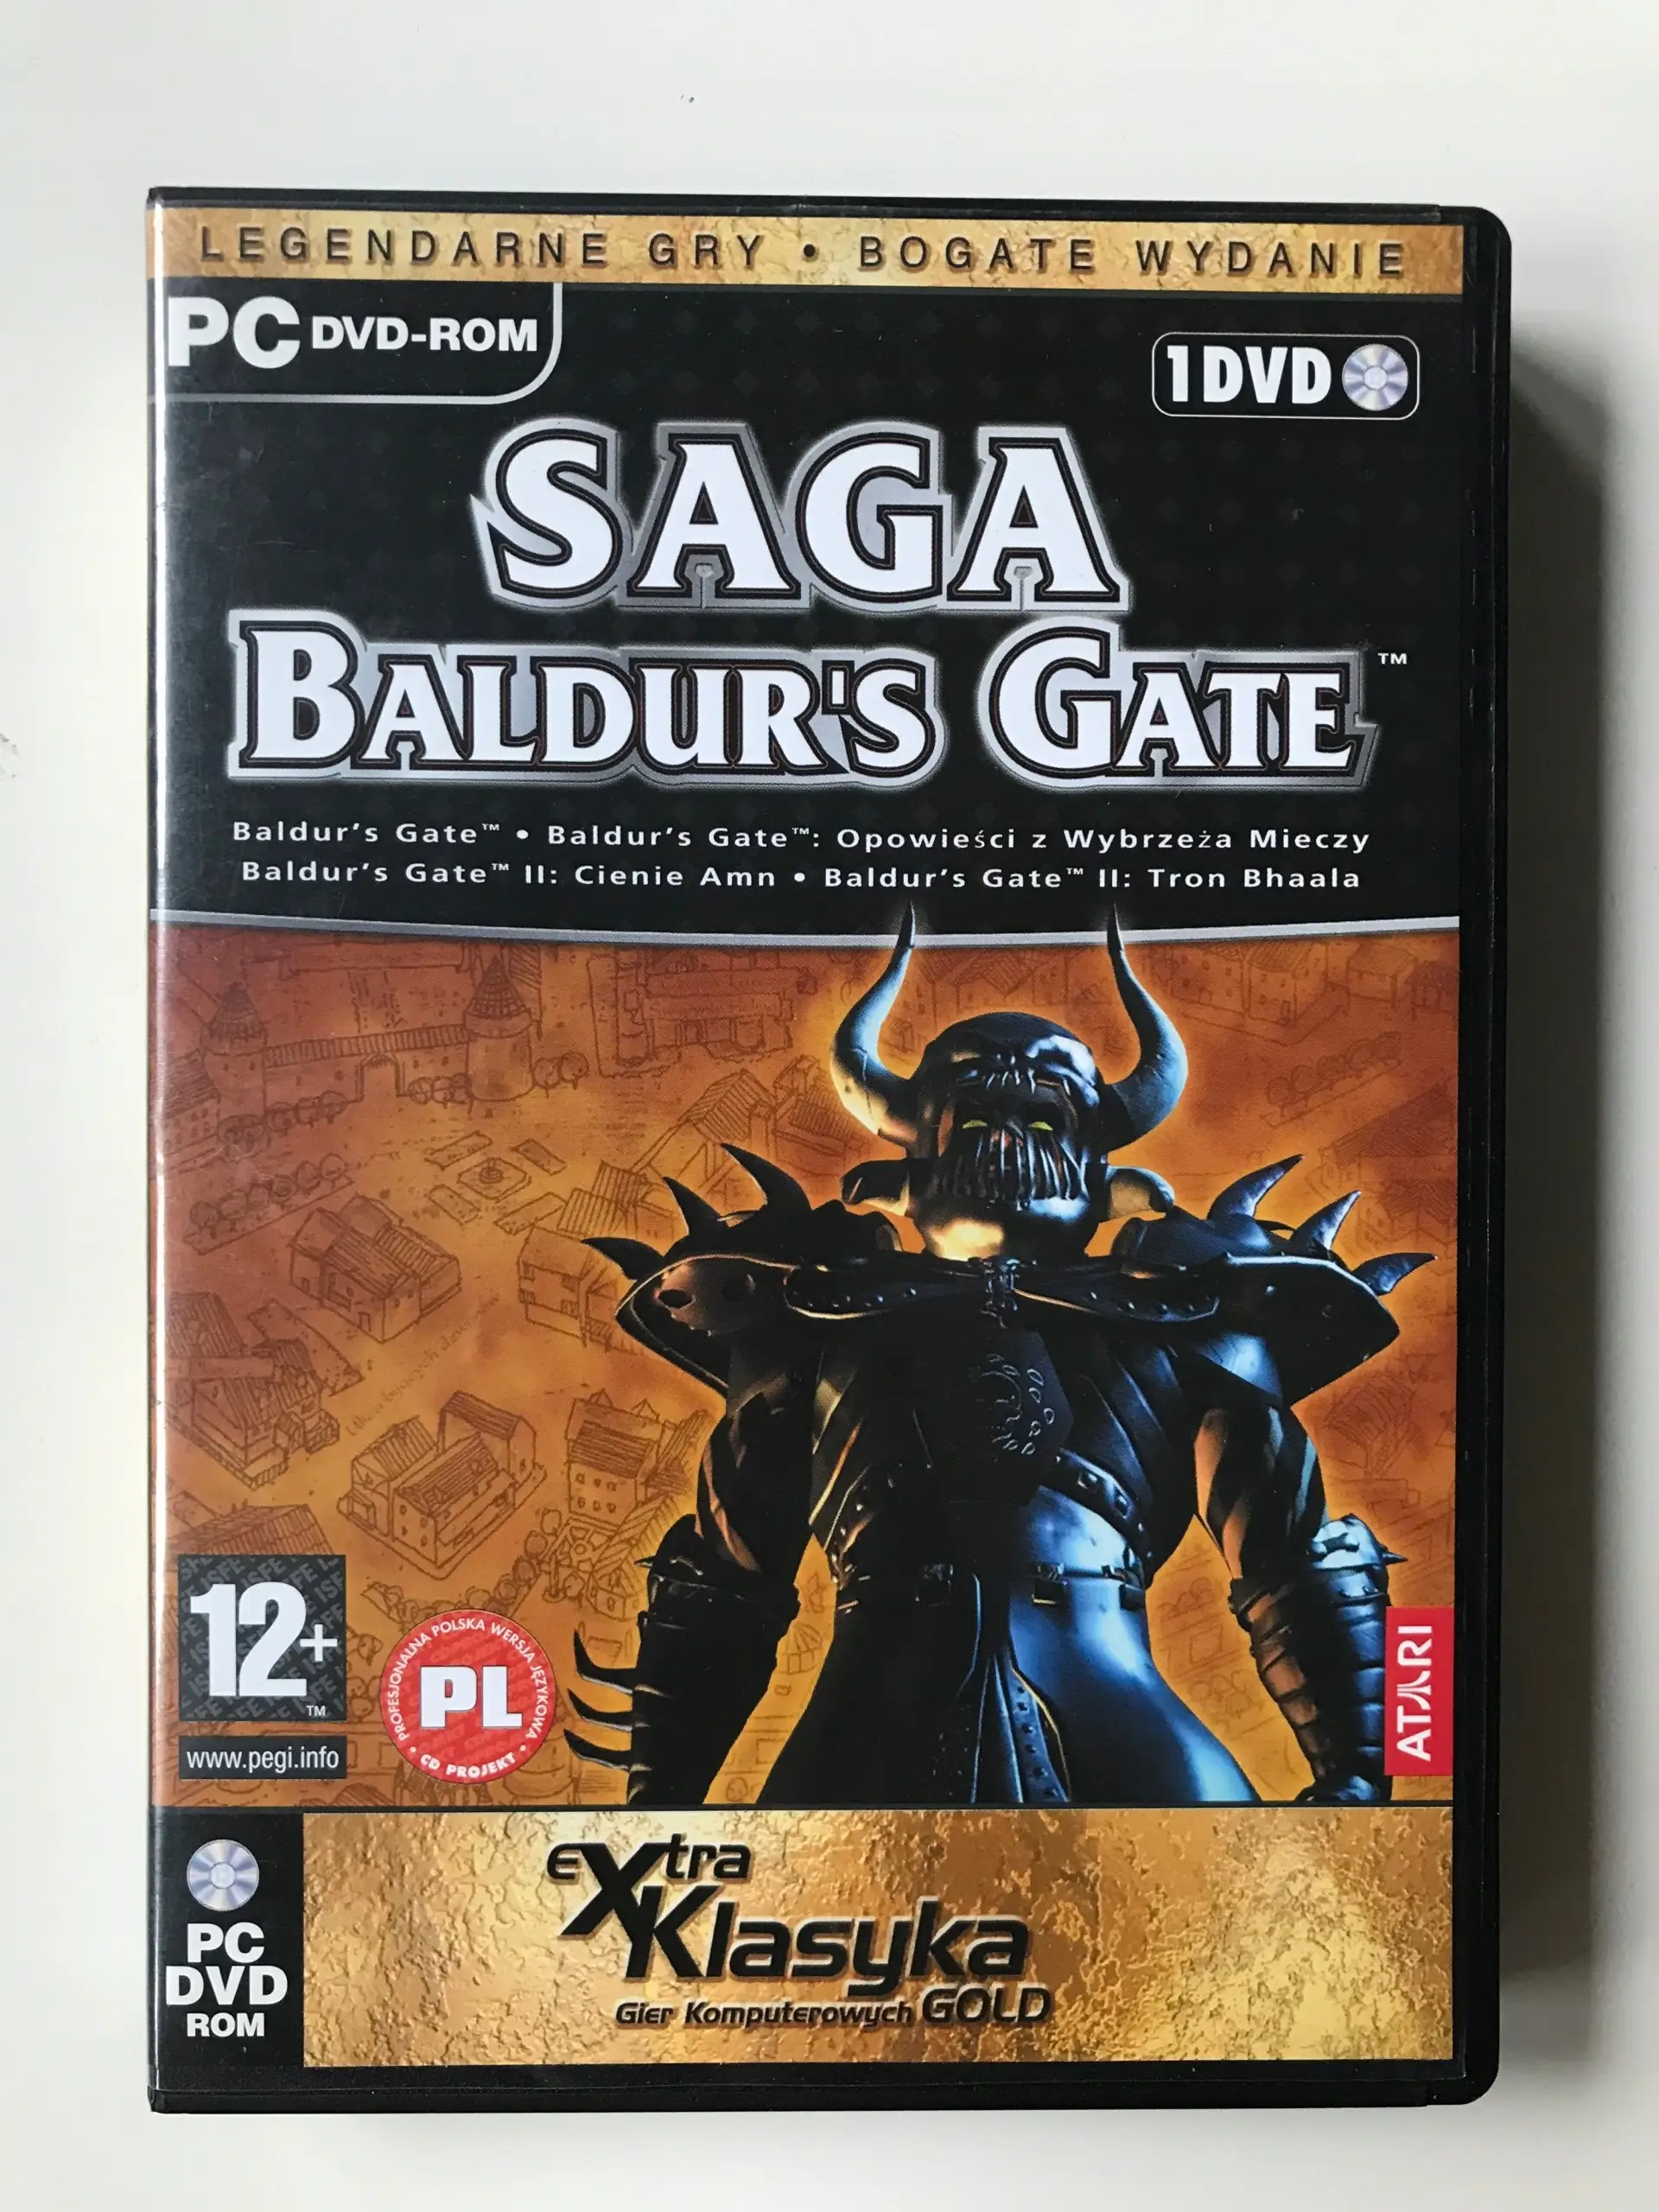 LEGENDARNE GRY • BOGATE WYDANIE
PC DVD-ROM
1DVD
SAGA
BALDUR'S GATE™
Baldur's Gate™ • Baldur's Gate™: Opowieści z Wybrzeża Mieczy
Baldur's Gate™ II: Cienie Amn • Baldur's Gate™ II: Tron Bhaala
12+
TM
www.pegi.info
PROFESJONALNA POLSKA WERSJA JĘZYKOWA
PL
• CD PROJEKT •
ATARI
PC
DVD
ROM
eXtra
Klasyka
Gier Komputerowych GOLD